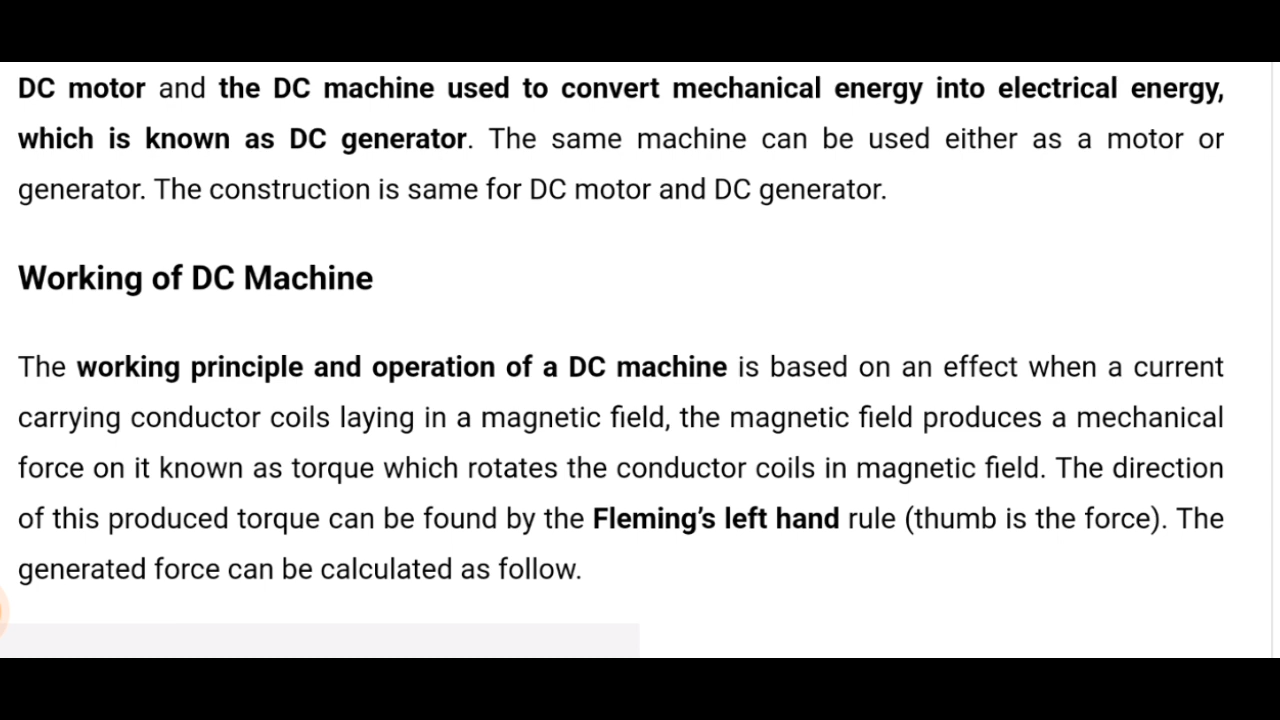 DC motor and the DC machine used to convert mechanical energy into electrical energy,
which is known as DC generator. The same machine can be used either as a motor or
generator. The construction is same for DC motor and DC generator.
Working of DC Machine
The working principle and operation of a DC machine is based on an effect when a current
carrying conductor coils laying in a magnetic field, the magnetic field produces a mechanical
force on it known as torque which rotates the conductor coils in magnetic field. The direction
of this produced torque can be found by the Fleming’s left hand rule (thumb is the force). The
generated force can be calculated as follow.